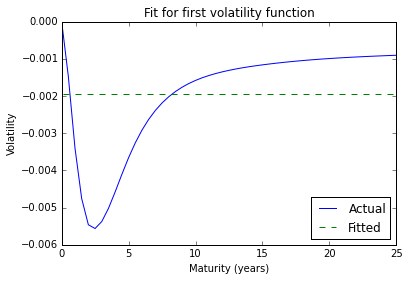 Fit for first volatility function
0.000
−0.001
−0.002
−0.003
−0.004
−0.005
−0.006
Volatility
0 5 10 15 20 25
Maturity (years)
Actual
Fitted